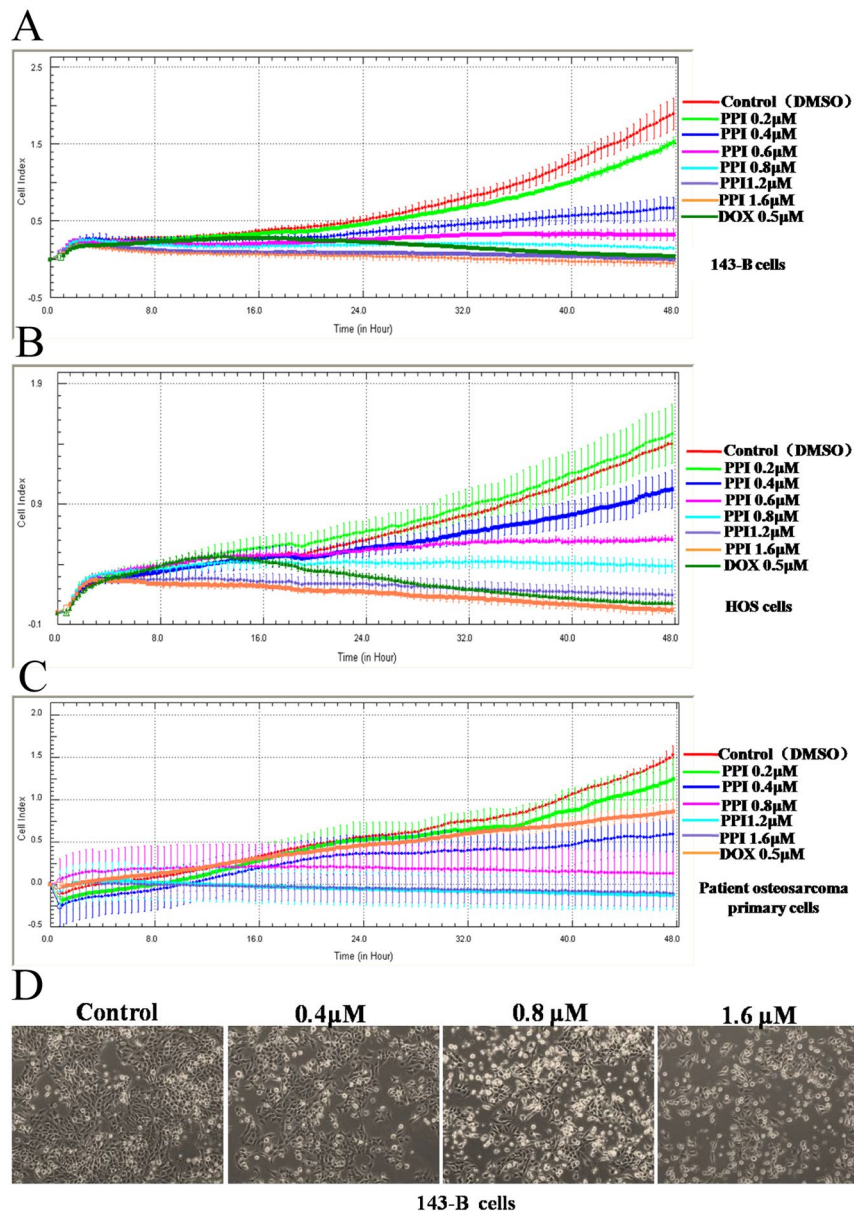 A
2.5
1.5
0.5
-0.5
Cell Index
0.0 8.0 16.0 24.0 32.0 40.0 48.0
Time (in Hour)
Control（DMSO）
PPI 0.2μM
PPI 0.4μM
PPI 0.6μM
PPI 0.8μM
PPI1.2μM
PPI 1.6μM
DOX 0.5μM
143-B cells
B
1.9
0.9
-0.1
Cell Index
0.0 8.0 16.0 24.0 32.0 40.0 48.0
Time (in Hour)
Control（DMSO）
PPI 0.2μM
PPI 0.4μM
PPI 0.6μM
PPI 0.8μM
PPI1.2μM
PPI 1.6μM
DOX 0.5μM
HOS cells
C
2.0
1.5
1.0
0.5
0.0
-0.5
Cell Index
0.0 8.0 16.0 24.0 32.0 40.0 48.0
Time (in Hour)
Control（DMSO）
PPI 0.2μM
PPI 0.4μM
PPI 0.8μM
PPI1.2μM
PPI 1.6μM
DOX 0.5μM
Patient osteosarcoma
primary cells
D
Control 0.4μM 0.8 μM 1.6 μM
143-B cells